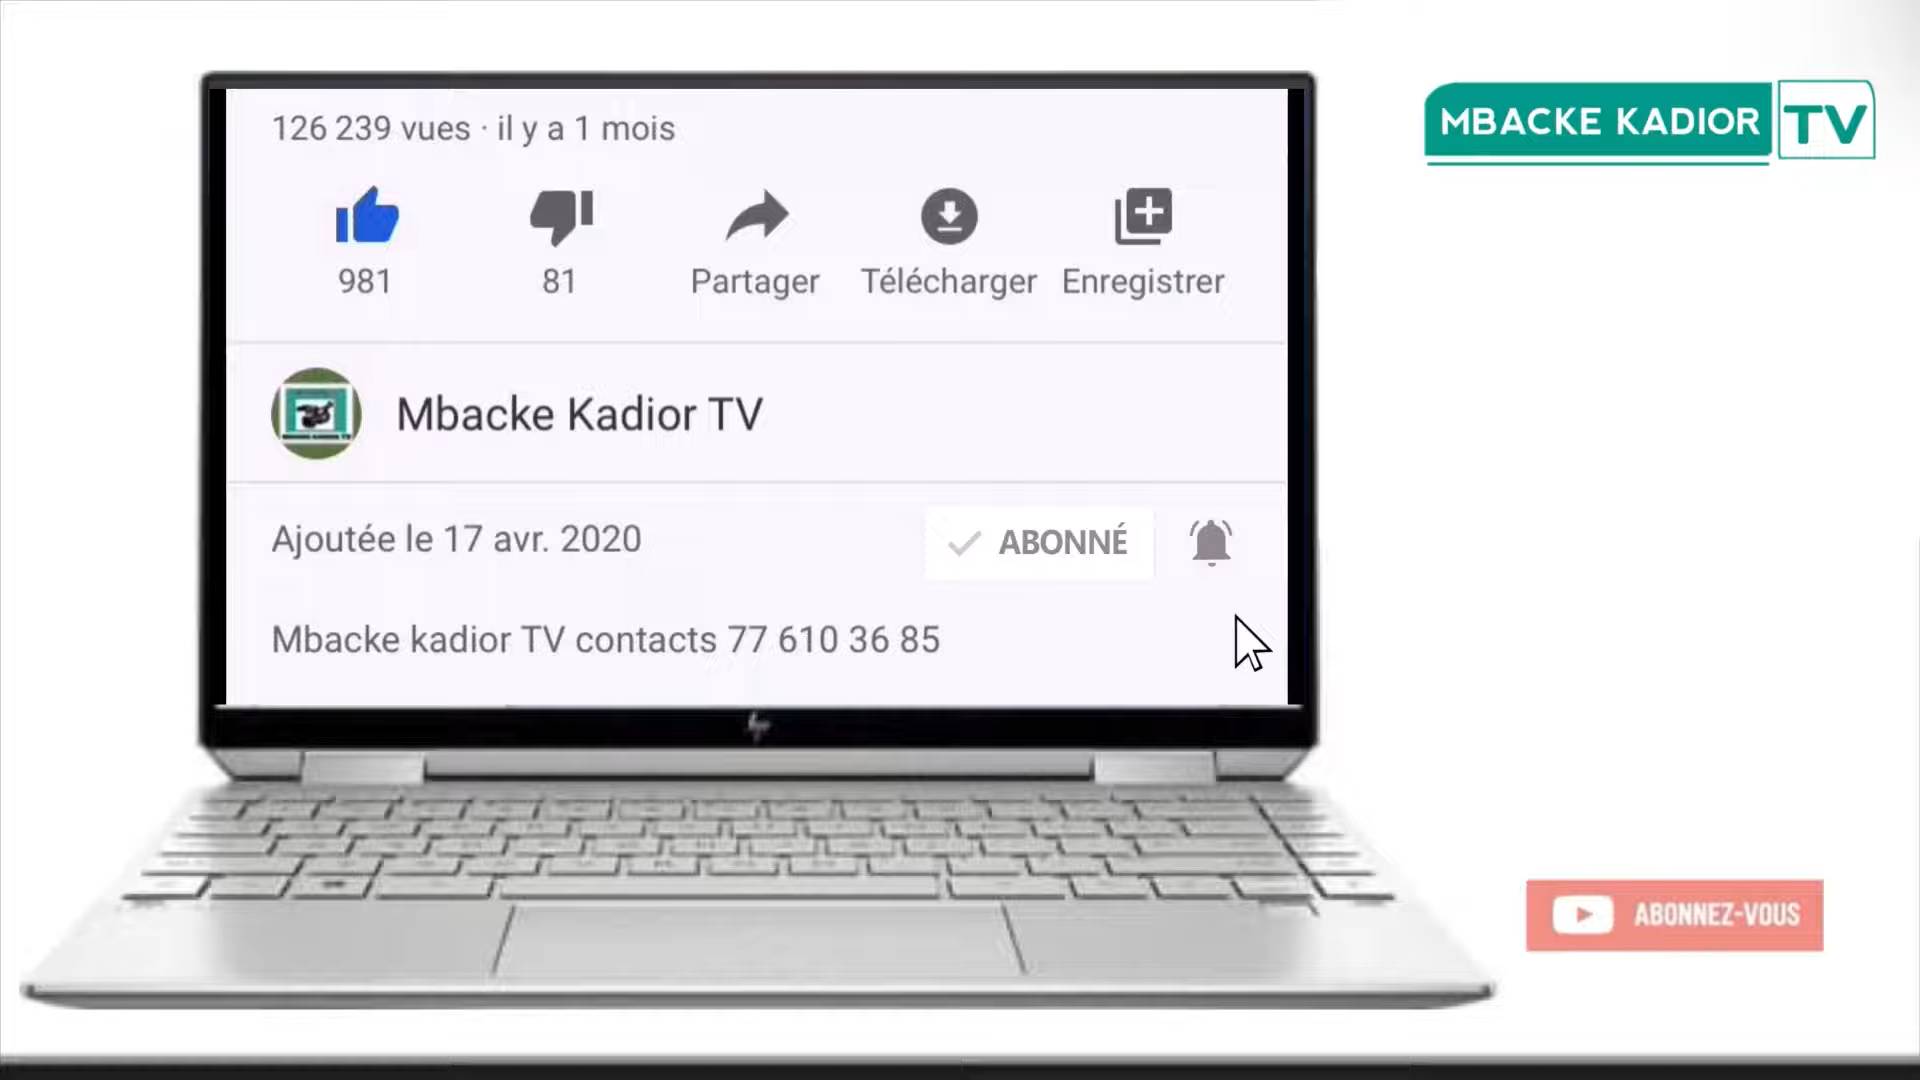 126 239 vues · il y a 1 mois
981
81
Partager
Télécharger
Enregistrer
Mbacke Kadior TV
Ajoutée le 17 avr. 2020
ABONNÉ
Mbacke kadior TV contacts 77 610 36 85
MBACKE KADIOR TV
ABONNEZ-VOUS